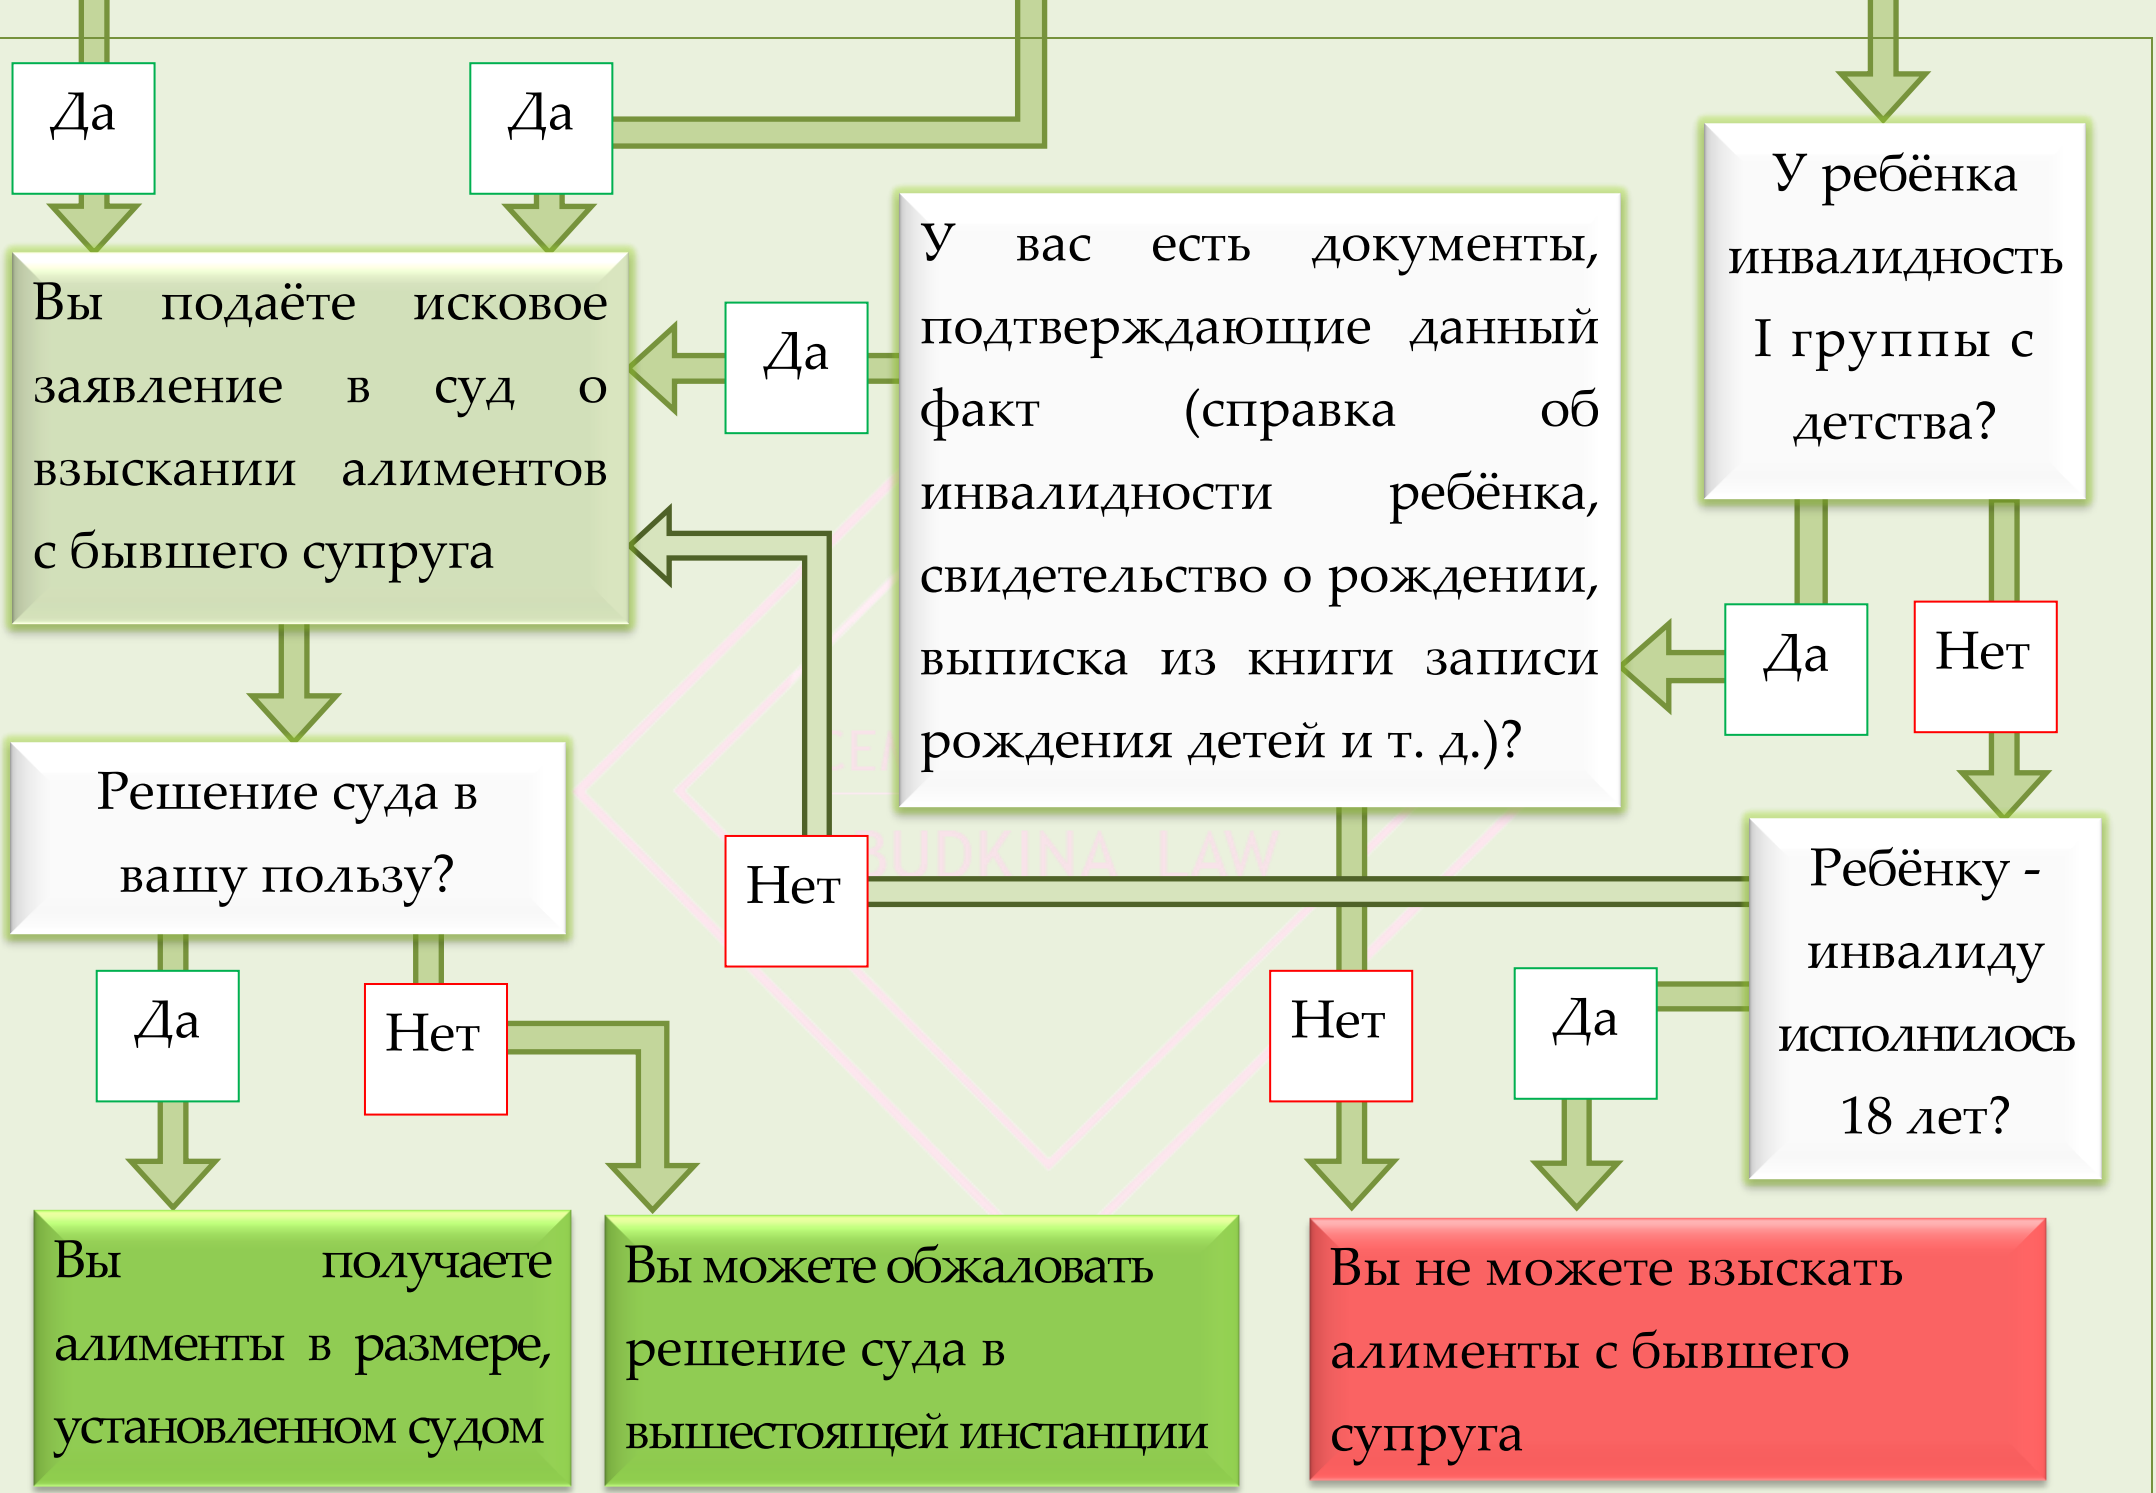 Да
Да
У ребёнка
инвалидность
I группы с
детства?
У вас есть документы,
подтверждающие данный
факт (справка об
инвалидности ребёнка,
свидетельство о рождении,
выписка из книги записи
рождения детей и т. д.)?
Да
Вы подаёте исковое
заявление в суд о
взыскании алиментов
с бывшего супруга
Да
Нет
Решение суда в
вашу пользу?
BUDKINA LAW
Нет
Ребёнку -
инвалиду
исполнилось
18 лет?
Да
Нет
Нет
Да
Вы получаете
алименты в размере,
установленном судом
Вы можете обжаловать
решение суда в
вышестоящей инстанции
Вы не можете взыскать
алименты с бывшего
супруга